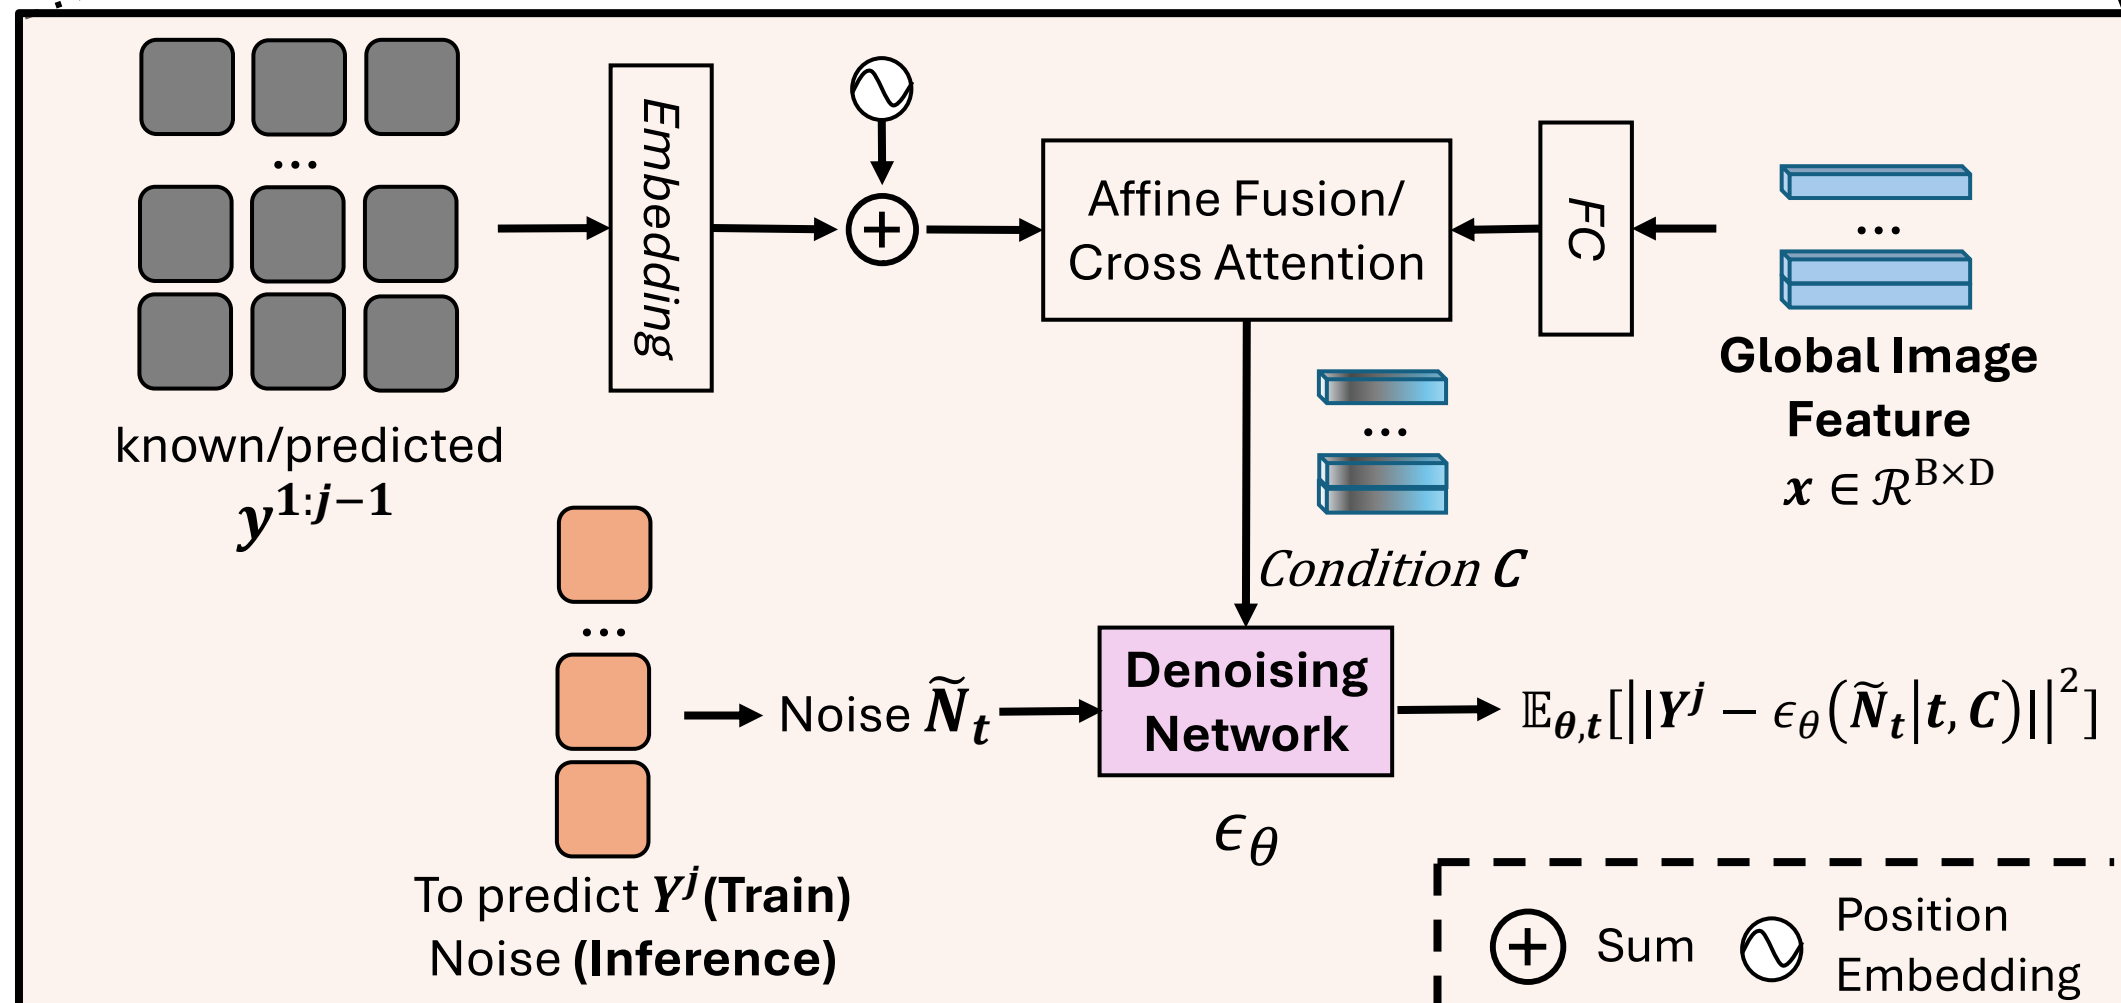 ...
Embedding
Affine Fusion/
Cross Attention
FC
...
Global Image
Feature
x ∈ ℛ^{B×D}
known/predicted
y^{1:j−1}
...
Condition C
...
Noise Ñ_t
Denoising
Network
ϵ_θ
𝔼_{θ,t}[||Y^j − ϵ_θ(Ñ_t|t, C)||^2]
To predict Y^j(Train)
Noise (Inference)
Sum
Position
Embedding